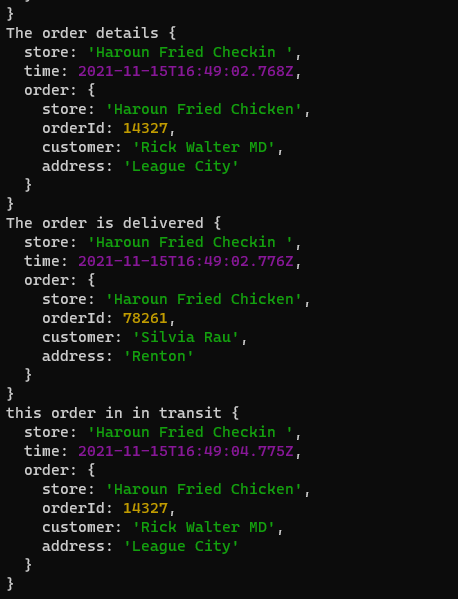 }
The order details {
  store: 'Haroun Fried Checkin ',
  time: 2021-11-15T16:49:02.768Z,
  order: {
    store: 'Haroun Fried Chicken',
    orderId: 14327,
    customer: 'Rick Walter MD',
    address: 'League City'
  }
}
The order is delivered {
  store: 'Haroun Fried Checkin ',
  time: 2021-11-15T16:49:02.776Z,
  order: {
    store: 'Haroun Fried Chicken',
    orderId: 78261,
    customer: 'Silvia Rau',
    address: 'Renton'
  }
}
this order in in transit {
  store: 'Haroun Fried Checkin ',
  time: 2021-11-15T16:49:04.775Z,
  order: {
    store: 'Haroun Fried Chicken',
    orderId: 14327,
    customer: 'Rick Walter MD',
    address: 'League City'
  }
}